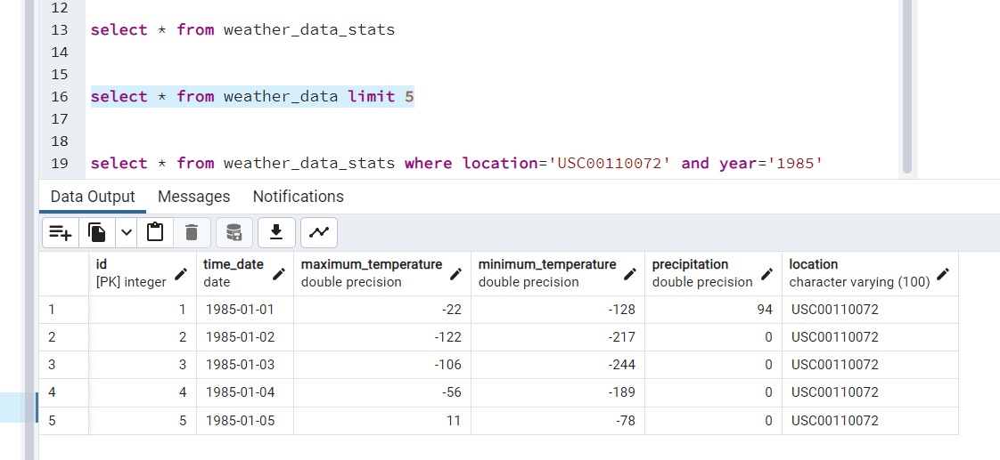 12
13 select * from weather_data_stats
14
15
16 select * from weather_data limit 5
17
18
19 select * from weather_data_stats where location='USC00110072' and year='1985'
Data Output Messages Notifications
id time_date maximum_temperature minimum_temperature precipitation location
[PK] integer date double precision double precision double precision character varying (100)
1 1 1985-01-01 -22 -128 94 USC00110072
2 2 1985-01-02 -122 -217 0 USC00110072
3 3 1985-01-03 -106 -244 0 USC00110072
4 4 1985-01-04 -56 -189 0 USC00110072
5 5 1985-01-05 11 -78 0 USC00110072